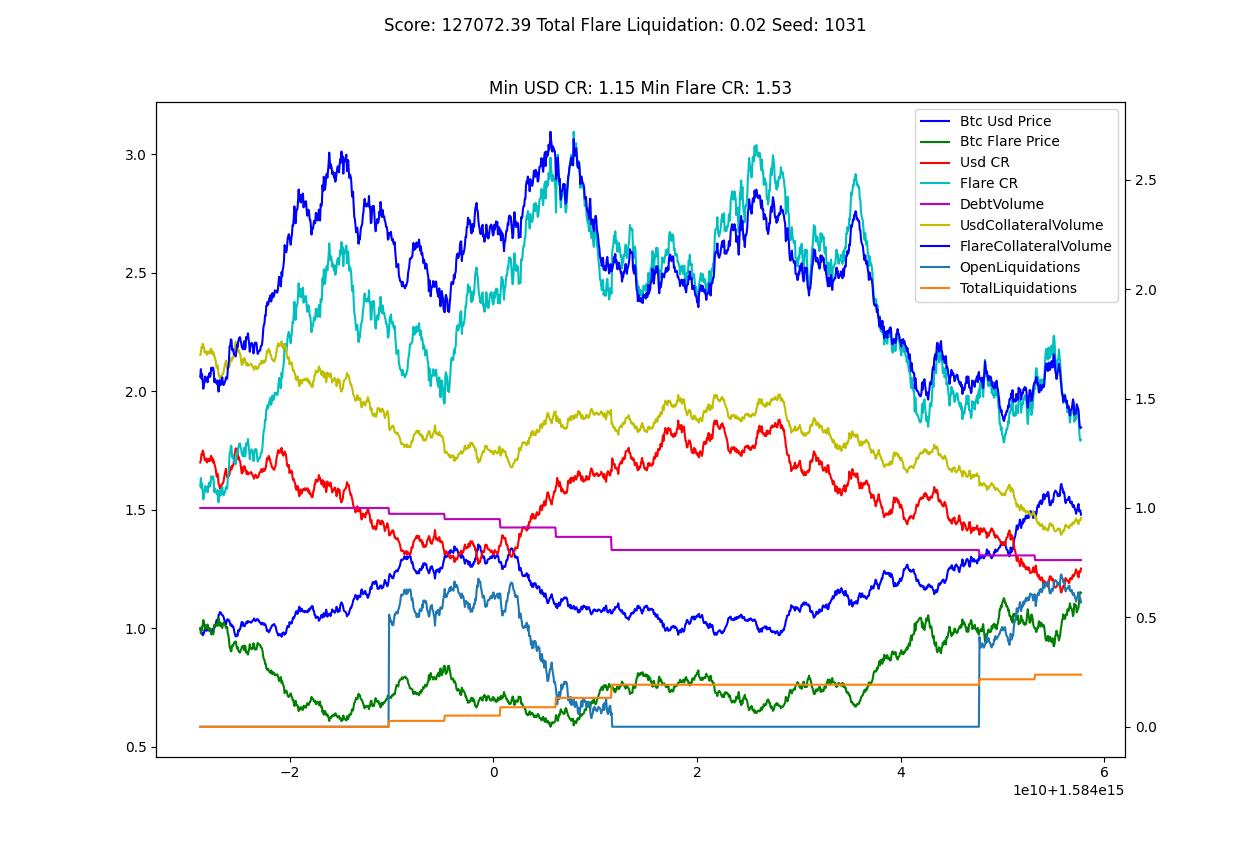 Score: 127072.39 Total Flare Liquidation: 0.02 Seed: 1031
Min USD CR: 1.15 Min Flare CR: 1.53
Btc Usd Price
Btc Flare Price
Usd CR
Flare CR
DebtVolume
UsdCollateralVolume
FlareCollateralVolume
OpenLiquidations
TotalLiquidations
3.0
2.5
2.0
1.5
1.0
0.5
2.5
2.0
1.5
1.0
0.5
0.0
−2 0 2 4 6
1e10+1.584e15